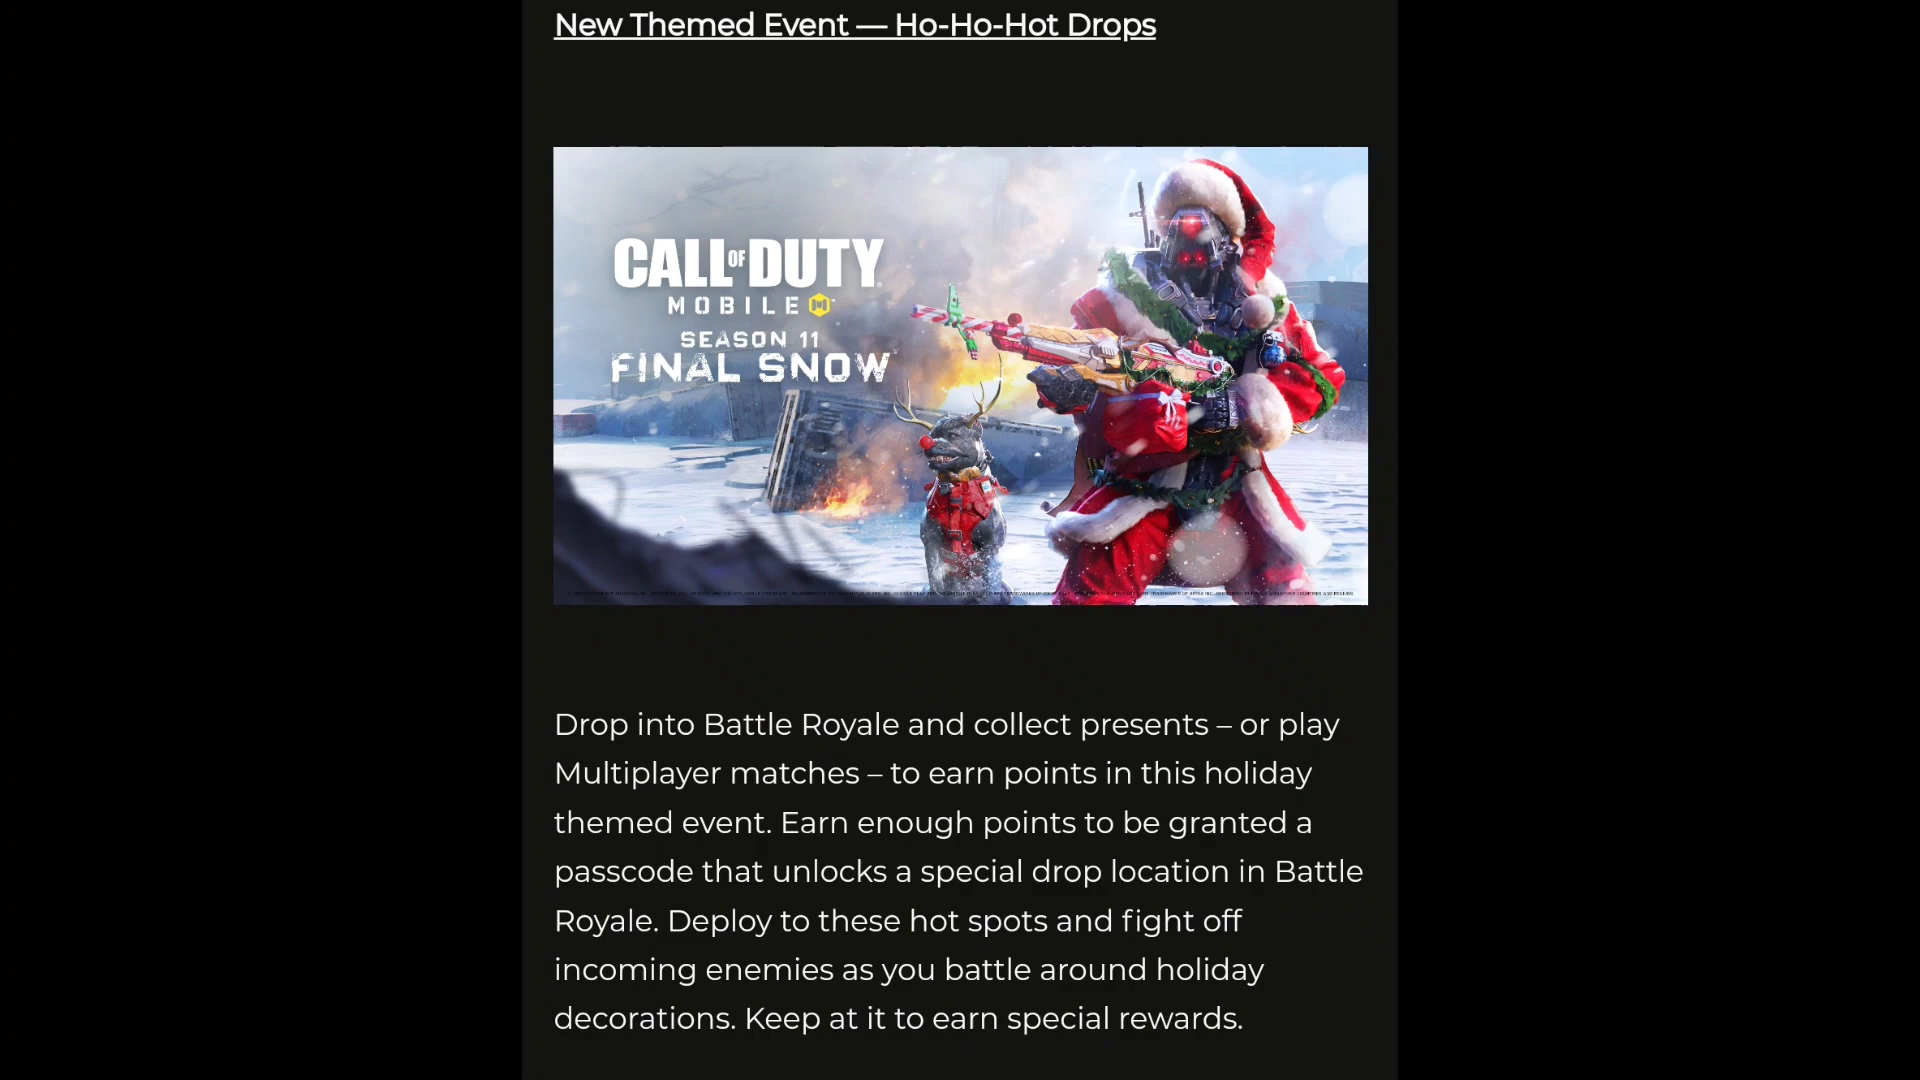 New Themed Event — Ho-Ho-Hot Drops
CALL OF DUTY
MOBILE
SEASON 11
FINAL SNOW
Drop into Battle Royale and collect presents – or play
Multiplayer matches – to earn points in this holiday
themed event. Earn enough points to be granted a
passcode that unlocks a special drop location in Battle
Royale. Deploy to these hot spots and fight off
incoming enemies as you battle around holiday
decorations. Keep at it to earn special rewards.